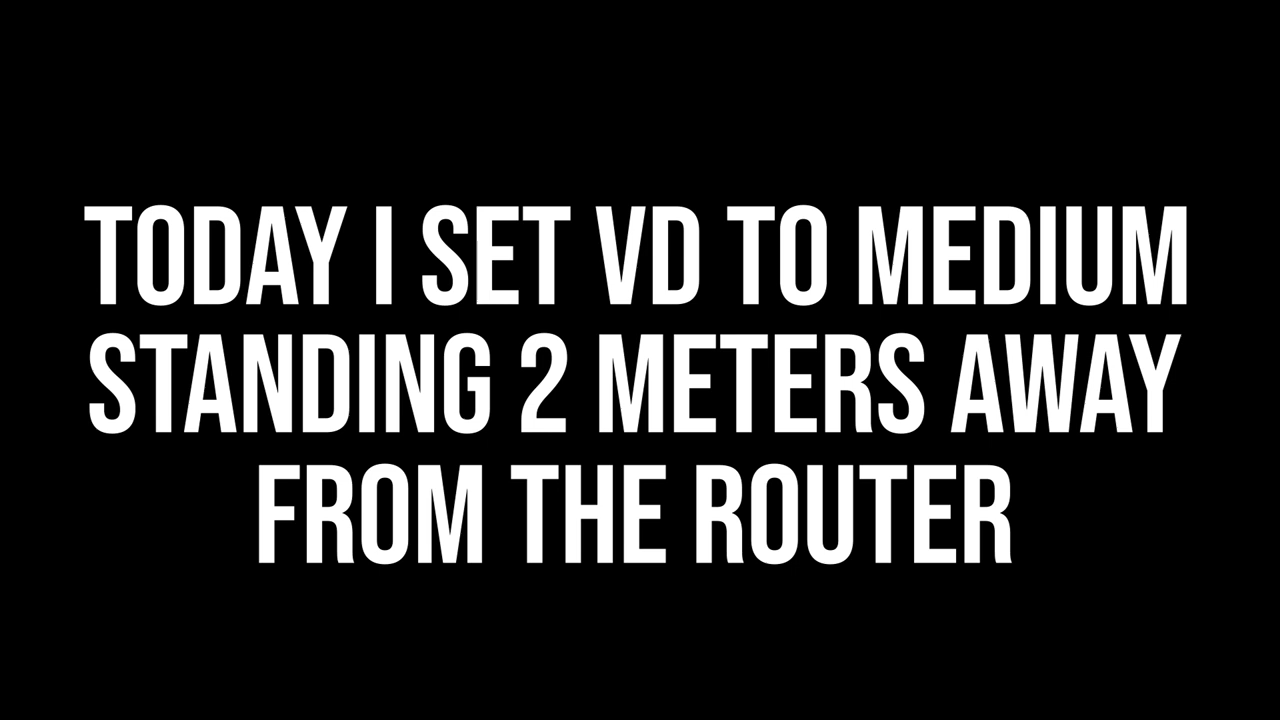 TODAY I SET VD TO MEDIUM
STANDING 2 METERS AWAY
FROM THE ROUTER